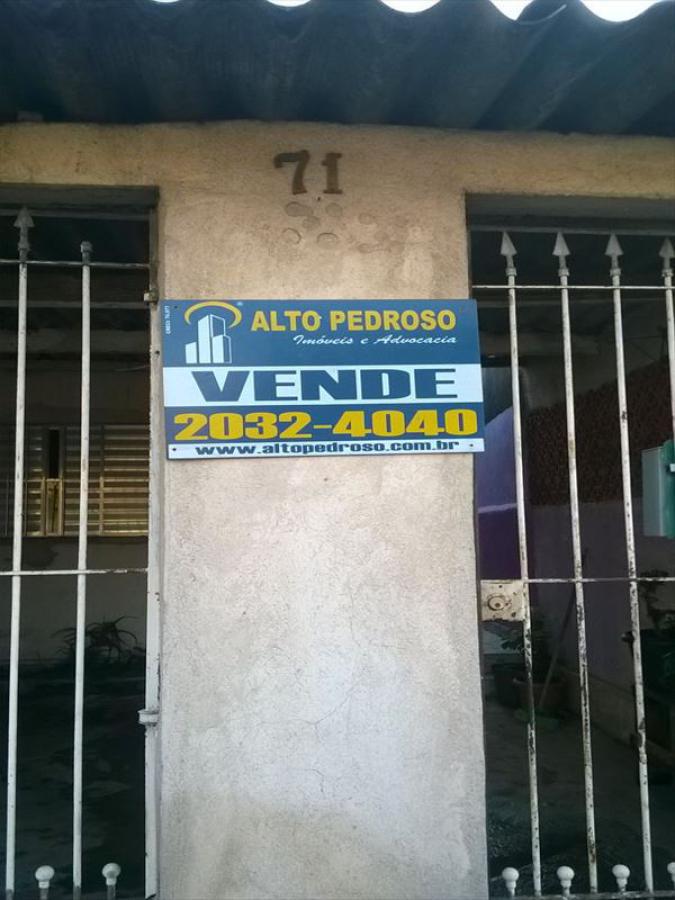 71
ALTO PEDROSO
Imóveis e Advocacia
VENDE
2032-4040
www.altopedroso.com.br